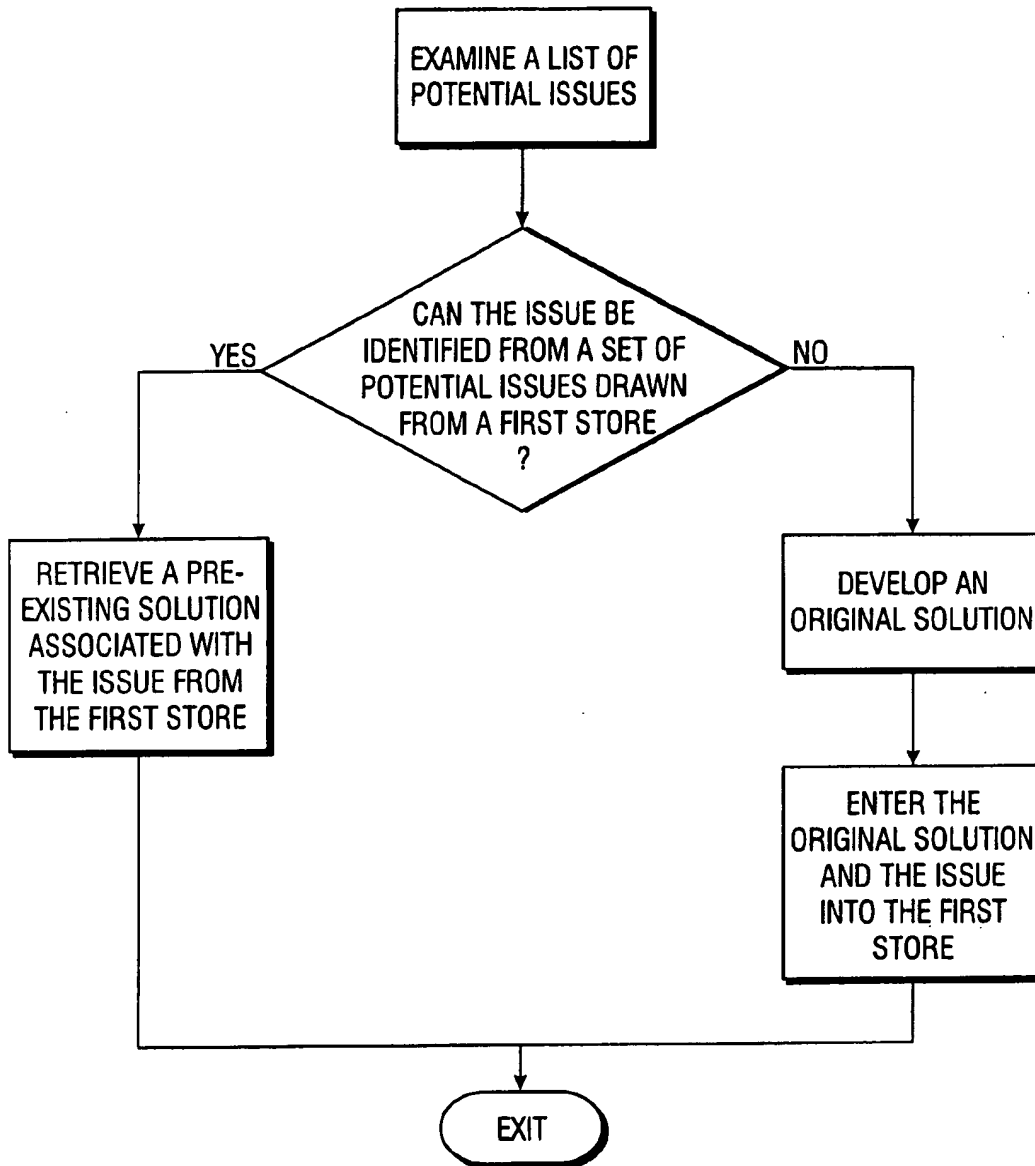 EXAMINE A LIST OF
POTENTIAL ISSUES
CAN THE ISSUE BE
IDENTIFIED FROM A SET OF
POTENTIAL ISSUES DRAWN
FROM A FIRST STORE
?
YES
NO
RETRIEVE A PRE-
EXISTING SOLUTION
ASSOCIATED WITH
THE ISSUE FROM
THE FIRST STORE
DEVELOP AN
ORIGINAL SOLUTION
ENTER THE
ORIGINAL SOLUTION
AND THE ISSUE
INTO THE FIRST
STORE
EXIT